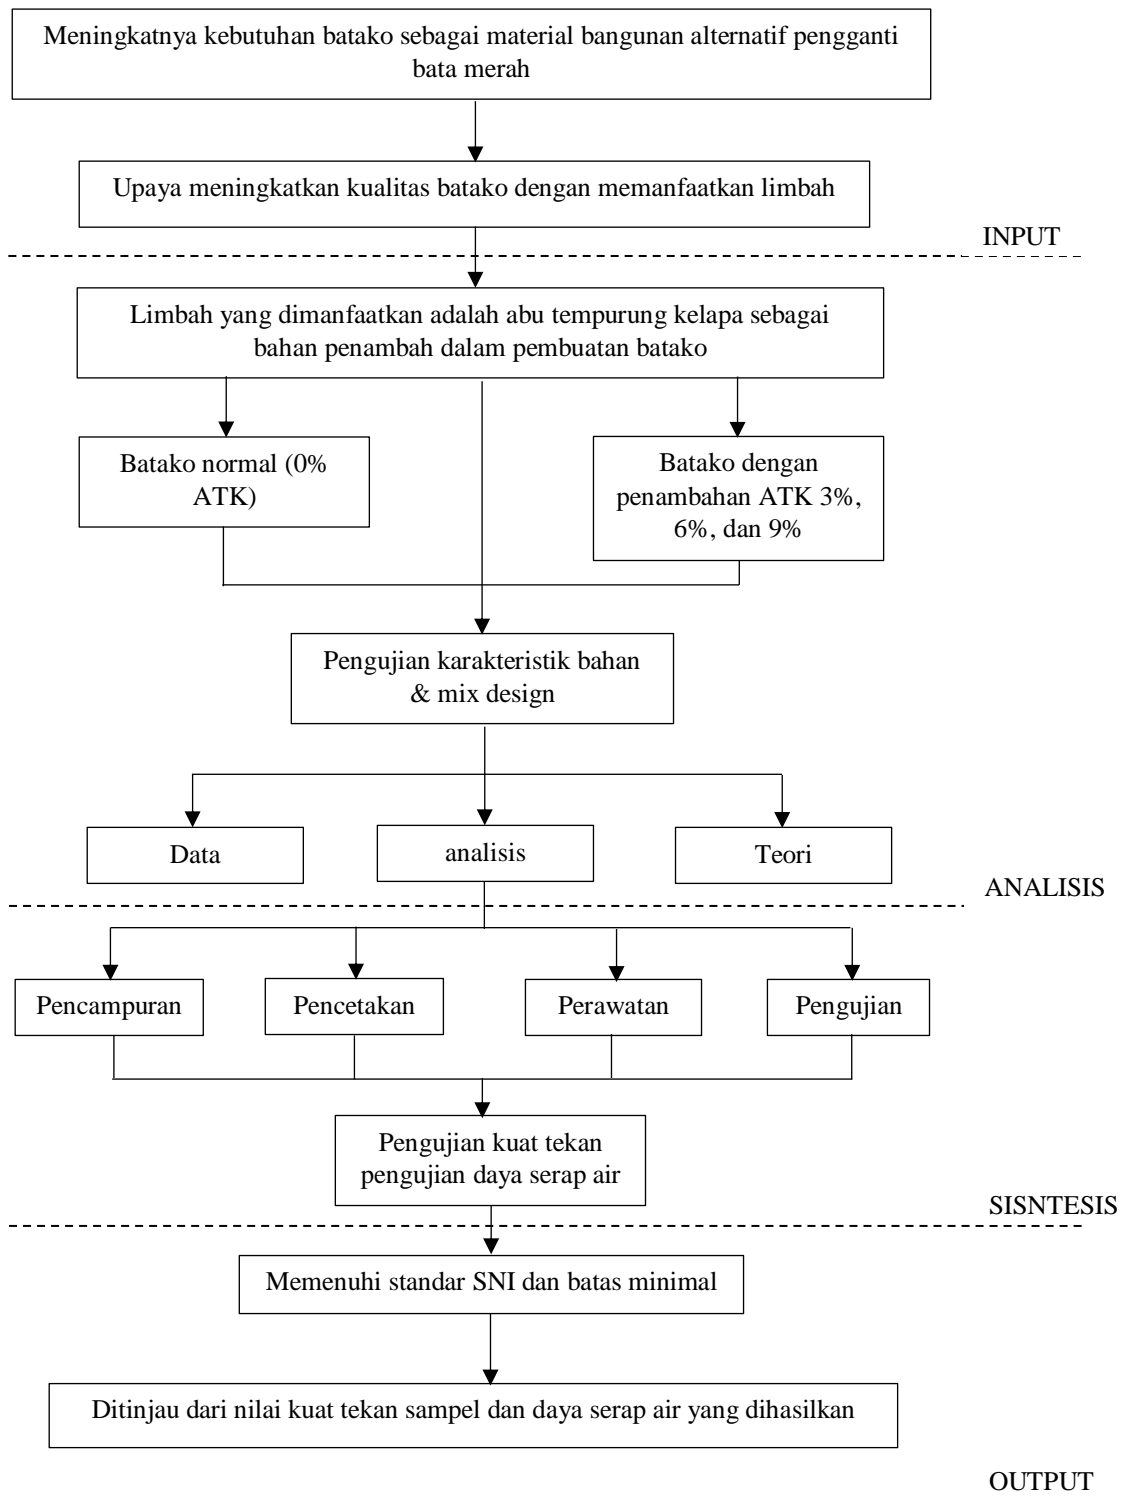 Meningkatnya kebutuhan batako sebagai material bangunan alternatif pengganti
bata merah
Upaya meningkatkan kualitas batako dengan memanfaatkan limbah
INPUT
Limbah yang dimanfaatkan adalah abu tempurung kelapa sebagai
bahan penambah dalam pembuatan batako
Batako normal (0%
ATK)
Batako dengan
penambahan ATK 3%,
6%, dan 9%
Pengujian karakteristik bahan
& mix design
Data
analisis
Teori
ANALISIS
Pencampuran
Pencetakan
Perawatan
Pengujian
Pengujian kuat tekan
pengujian daya serap air
SISNTESIS
Memenuhi standar SNI dan batas minimal
Ditinjau dari nilai kuat tekan sampel dan daya serap air yang dihasilkan
OUTPUT